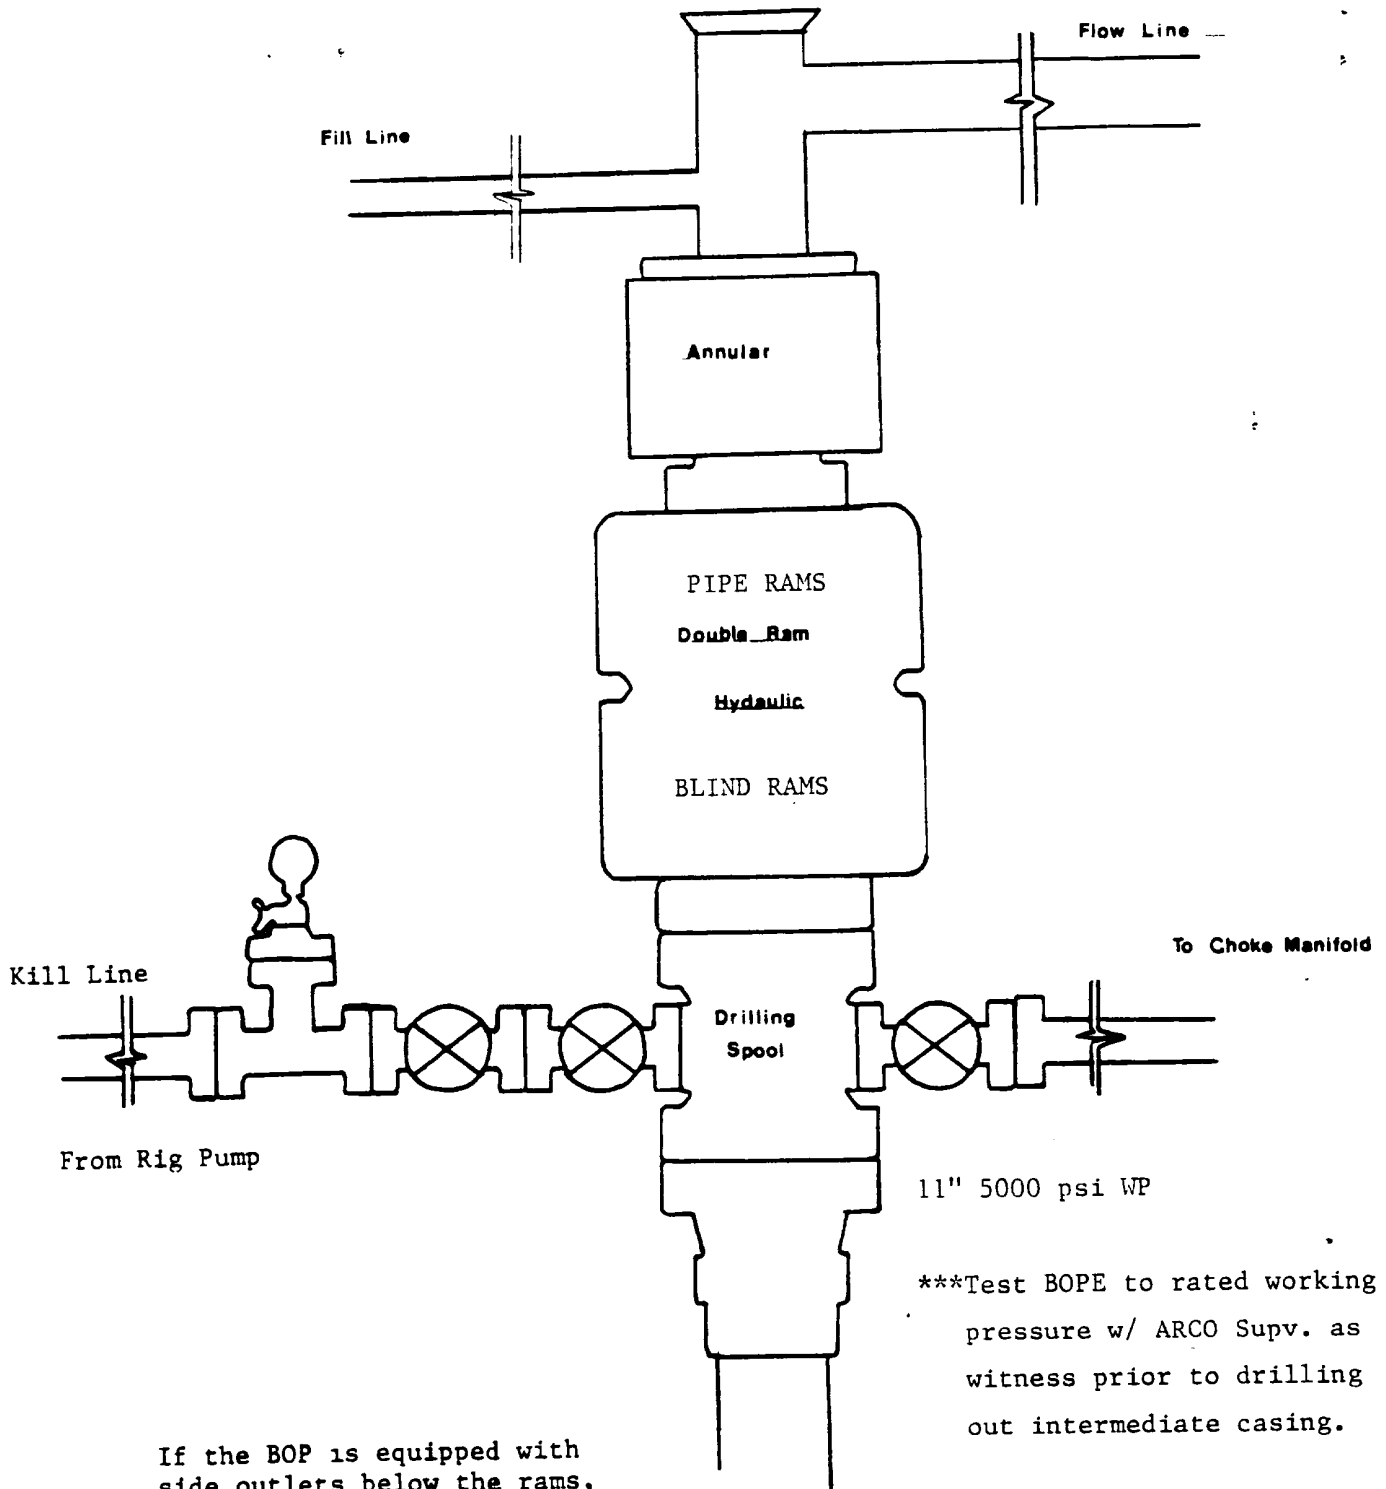 Flow Line
Fill Line
Annular
PIPE RAMS
Double Ram
Hydaulic
BLIND RAMS
To Choke Manifold
Kill Line
Drilling
Spool
From Rig Pump
11" 5000 psi WP
***Test BOPE to rated working
pressure w/ ARCO Supv. as
witness prior to drilling
out intermediate casing.
If the BOP is equipped with
side outlets below the rams,